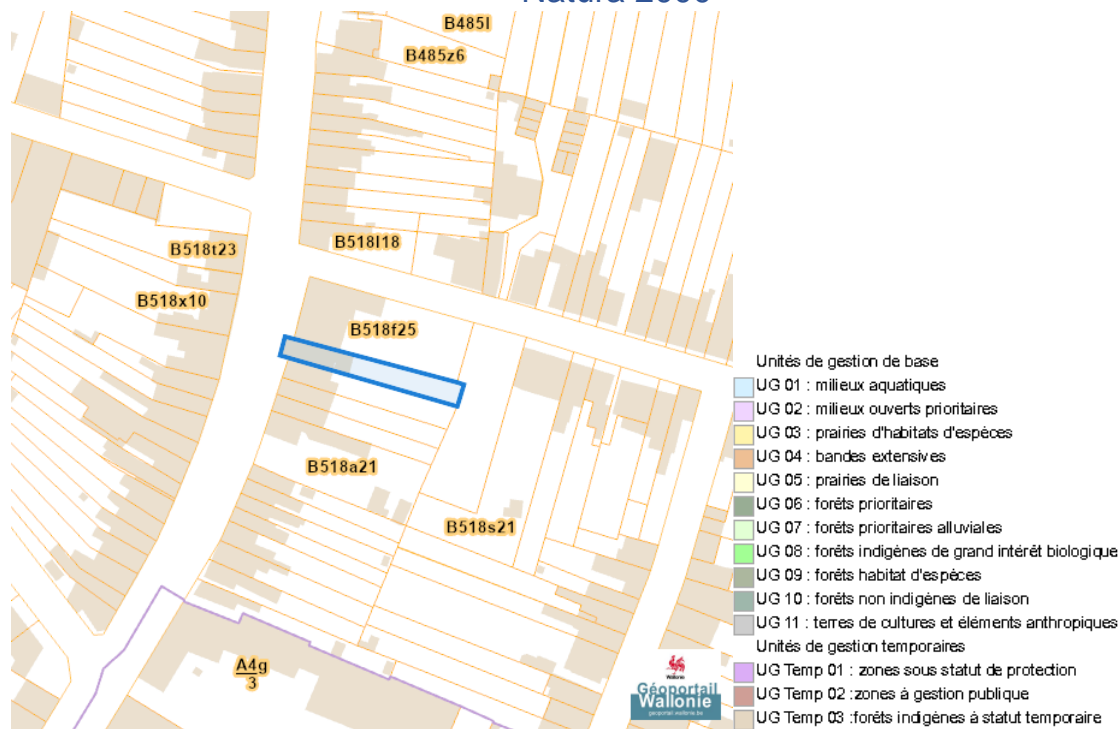 Natura 2000
B485l
B485z6
B518l18
B518t23
B518x10
B518f25
B518a21
B518s21
A4g
3
Wallonie
Géoportail
Wallonie
geoportail.wallonie.be
Unités de gestion de base
UG 01 : milieux aquatiques
UG 02 : milieux ouverts prioritaires
UG 03 : prairies d'habitats d'espèces
UG 04 : bandes extensives
UG 05 : prairies de liaison
UG 06 : forêts prioritaires
UG 07 : forêts prioritaires alluviales
UG 08 : forêts indigènes de grand intérêt biologique
UG 09 : forêts habitat d'espèces
UG 10 : forêts non indigènes de liaison
UG 11 : terres de cultures et éléments anthropiques
Unités de gestion temporaires
UG Temp 01 : zones sous statut de protection
UG Temp 02 :zones à gestion publique
UG Temp 03 :forêts indigènes à statut temporaire